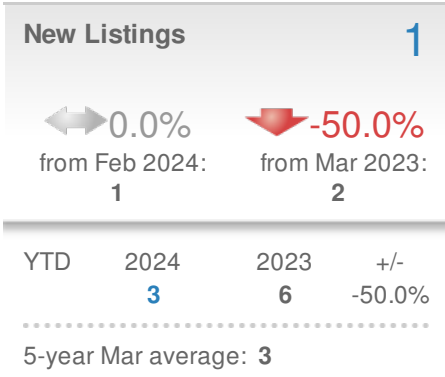 New Listings 1
0.0% -50.0%
from Feb 2024: from Mar 2023:
1 2
YTD 2024 2023 +/-
3 6 -50.0%
5-year Mar average: 3